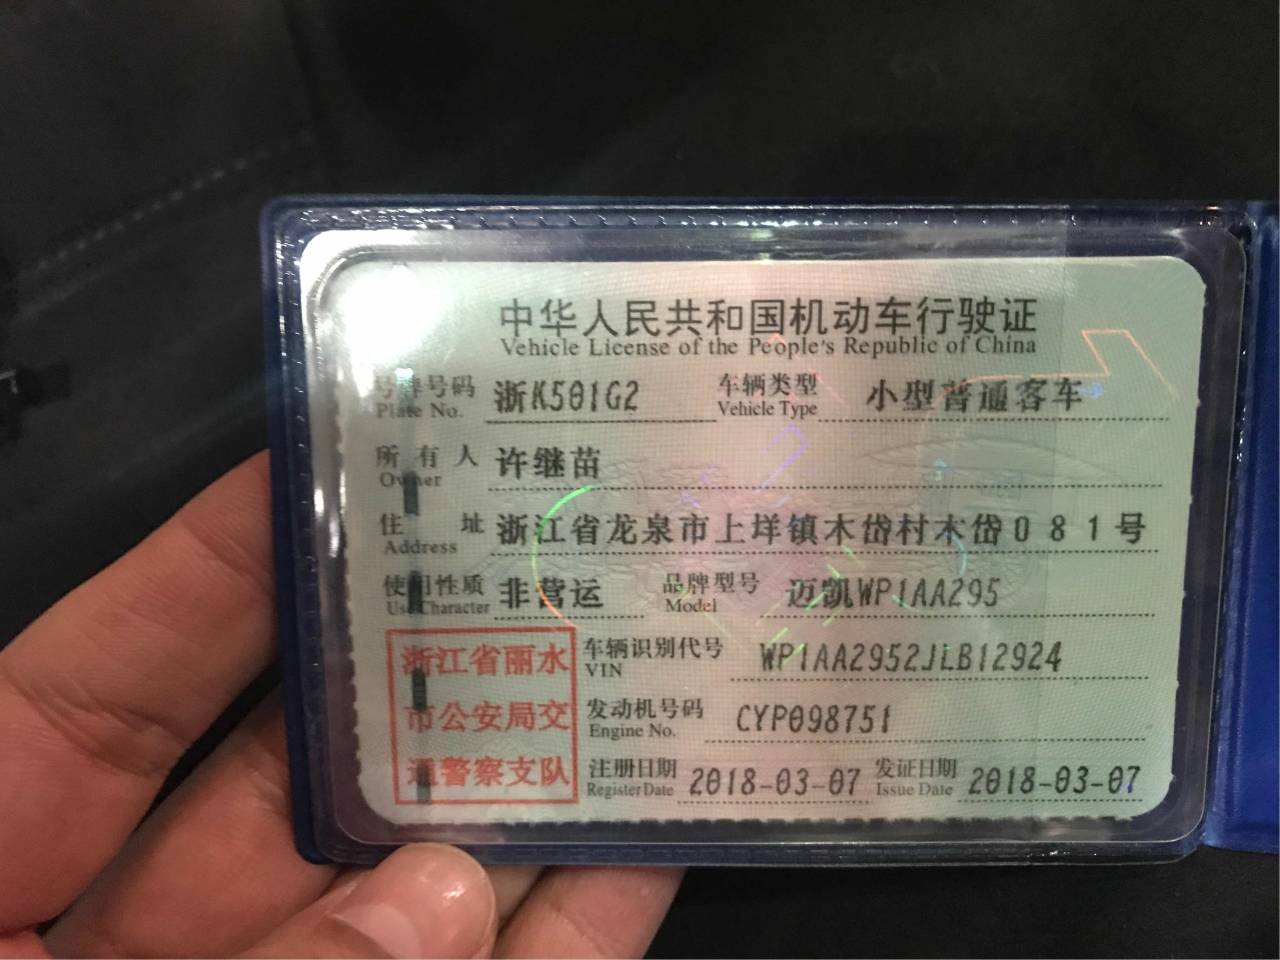 中华人民共和国机动车行驶证
Vehicle License of the People's Republic of China
号牌号码 浙K501G2 车辆类型 小型普通客车
Plate No. Vehicle Type
所有人 许继苗
Owner
住址 浙江省龙泉市上垟镇木岱村木岱081号
Address
使用性质 非营运 品牌型号 迈凯WP1AA295
Use Character Model
浙江省丽水
市公安局交
通警察支队
车辆识别代号 WP1AA2952JLB12924
VIN
发动机号码 CYP098751
Engine No.
注册日期 2018-03-07 发证日期 2018-03-07
Register Date Issue Date